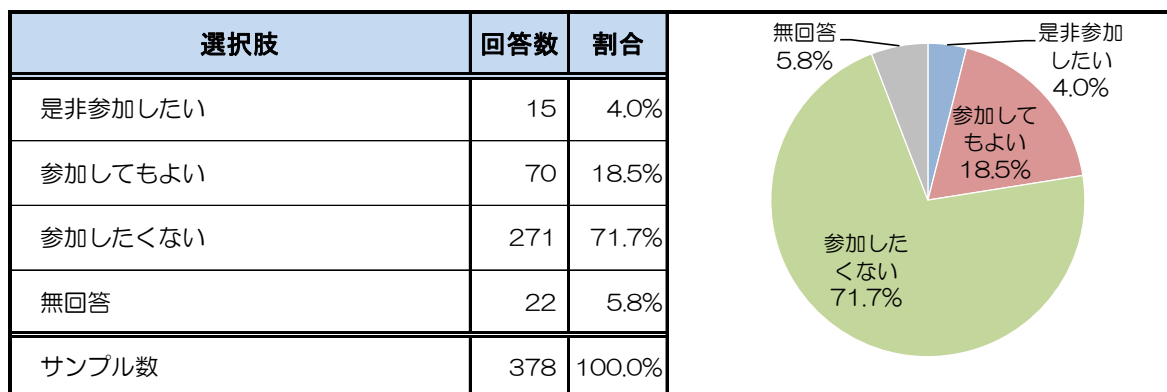 選択肢 回答数 割合
是非参加したい 15 4.0%
参加してもよい 70 18.5%
参加したくない 271 71.7%
無回答 22 5.8%
サンプル数 378 100.0%
無回答
5.8%
是非参加
したい
4.0%
参加して
もよい
18.5%
参加した
くない
71.7%